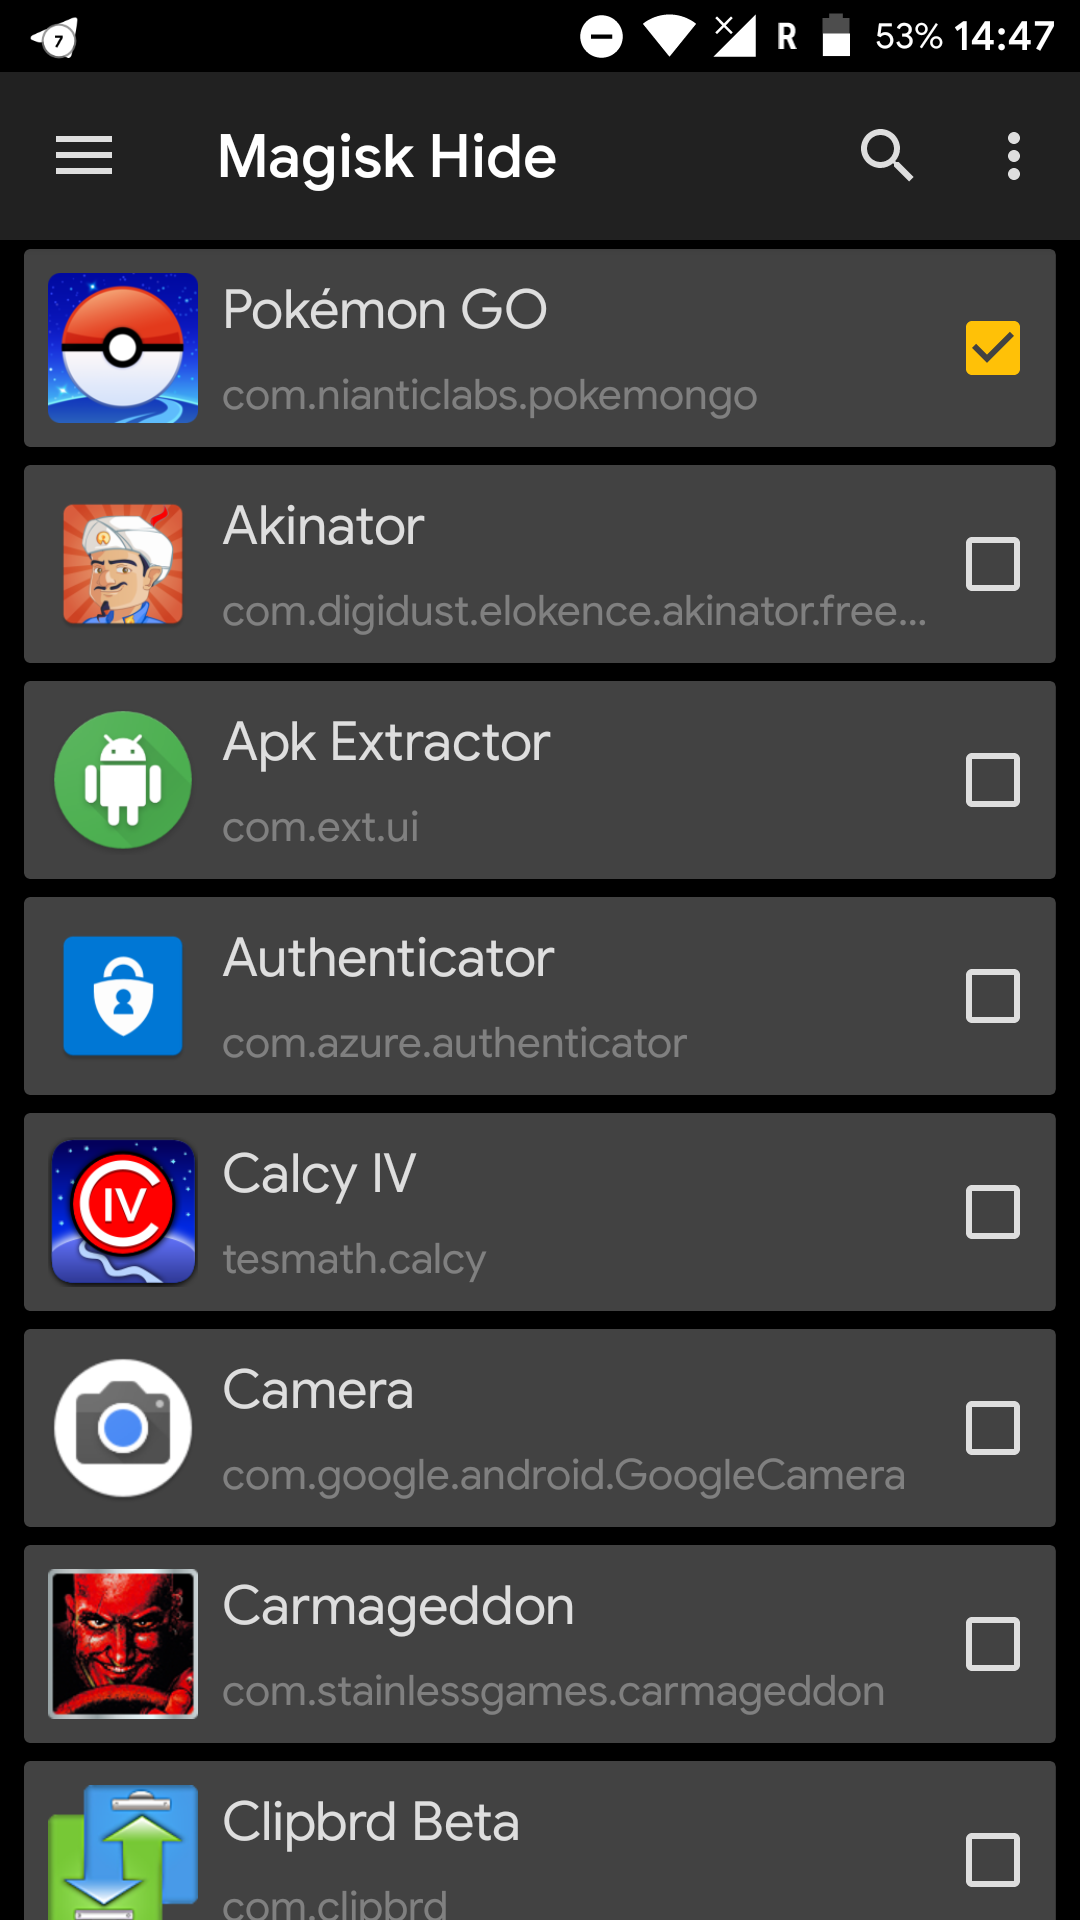 7 R 53% 14:47
Magisk Hide
Pokémon GO
com.nianticlabs.pokemongo
Akinator
com.digidust.elokence.akinator.free...
Apk Extractor
com.ext.ui
Authenticator
com.azure.authenticator
IV
Calcy IV
tesmath.calcy
Camera
com.google.android.GoogleCamera
Carmageddon
com.stainlessgames.carmageddon
Clipbrd Beta
com.clipbrd